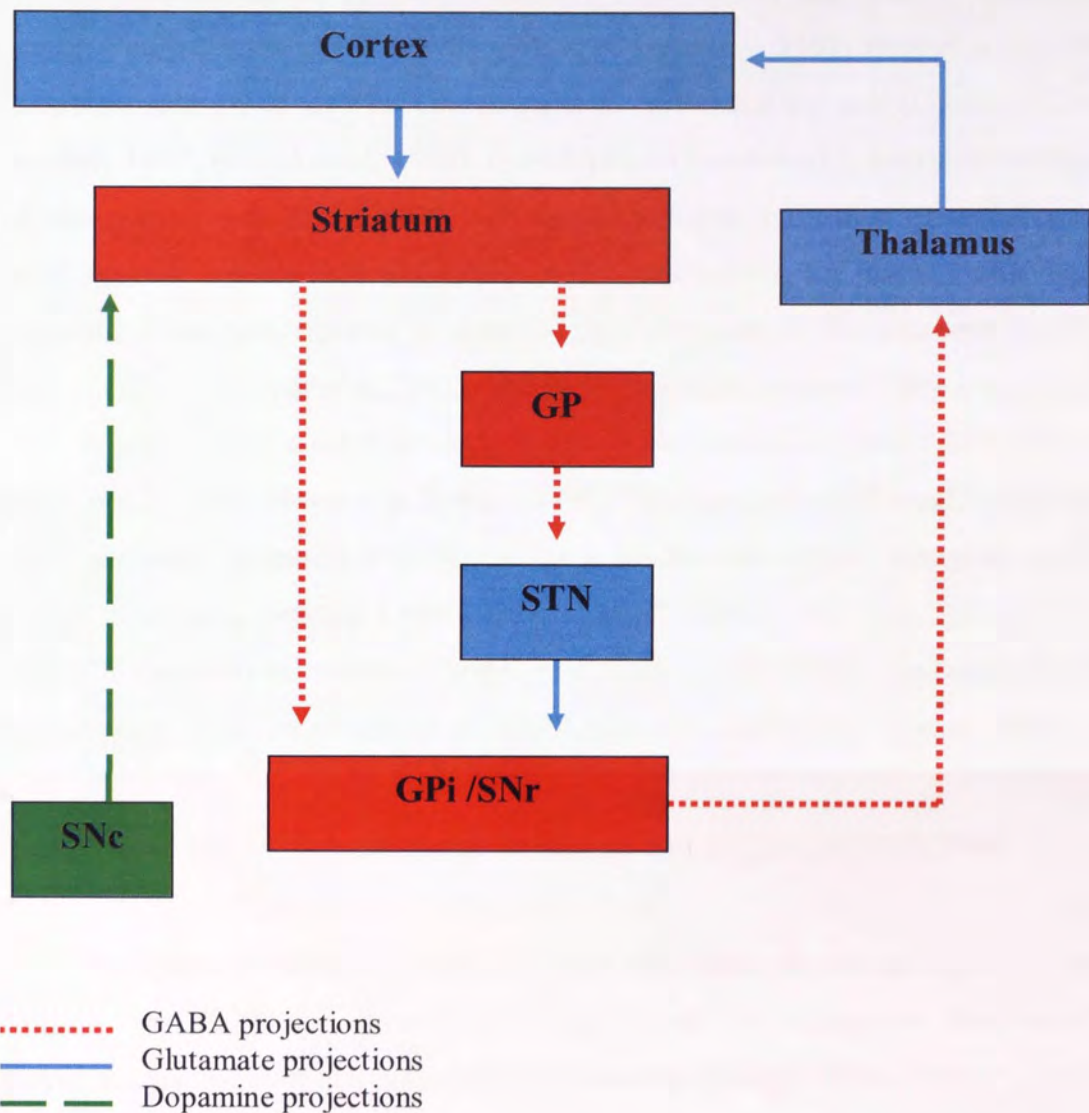 Cortex
Striatum
Thalamus
GP
STN
GPi /SNr
SNc
GABA projections
Glutamate projections
Dopamine projections